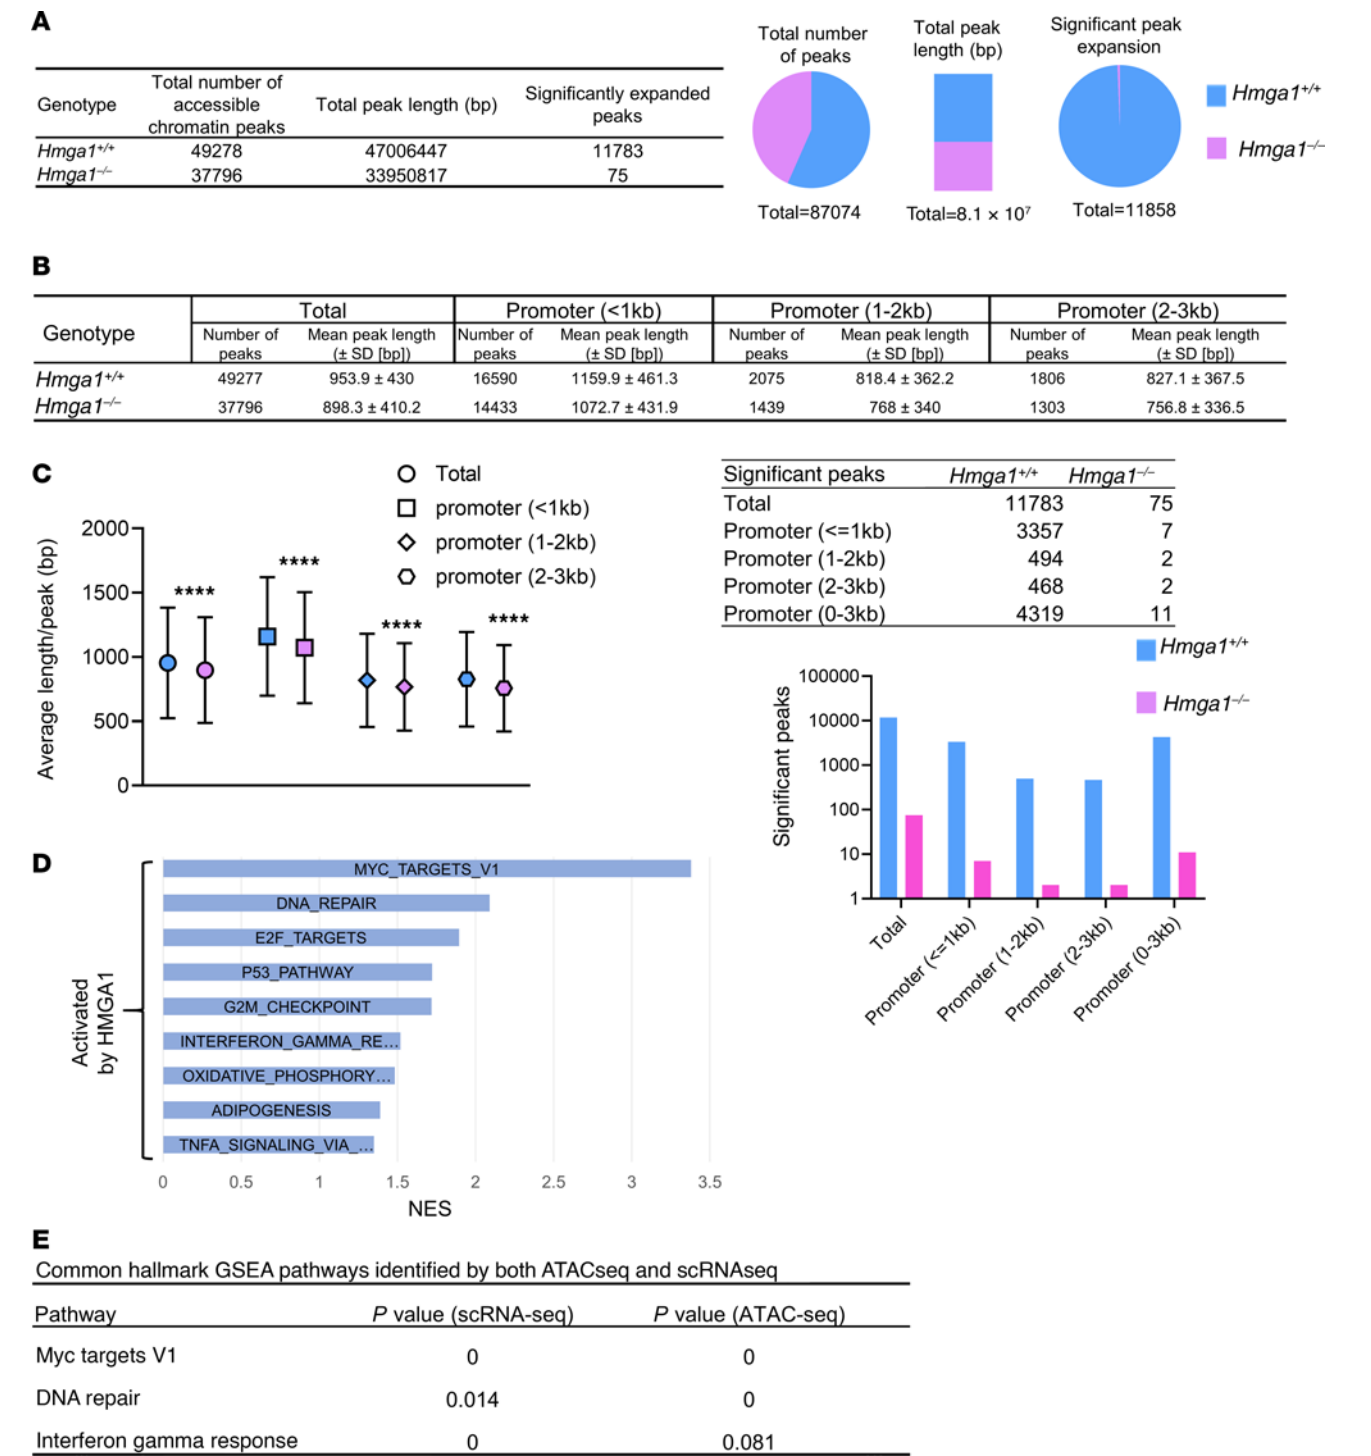 A
Genotype
Total number of
accessible
chromatin peaks
Total peak length (bp)
Significantly expanded
peaks
Hmga1+/+ 49278 47006447 11783
Hmga1–/– 37796 33950817 75
Total number
of peaks
Total=87074
Total peak
length (bp)
Total=8.1 × 10⁷
Significant peak
expansion
Total=11858
Hmga1+/+
Hmga1–/–
B
Genotype
Total Promoter (<1kb) Promoter (1-2kb) Promoter (2-3kb)
Number of Mean peak length Number of Mean peak length Number of Mean peak length Number of Mean peak length
peaks (± SD [bp]) peaks (± SD [bp]) peaks (± SD [bp]) peaks (± SD [bp])
Hmga1+/+ 49277 953.9 ± 430 16590 1159.9 ± 461.3 2075 818.4 ± 362.2 1806 827.1 ± 367.5
Hmga1–/– 37796 898.3 ± 410.2 14433 1072.7 ± 431.9 1439 768 ± 340 1303 756.8 ± 336.5
C
Total
promoter (<1kb)
promoter (1-2kb)
promoter (2-3kb)
Average length/peak (bp)
2000
1500
1000
500
0
****
****
****
****
Significant peaks Hmga1+/+ Hmga1–/–
Total 11783 75
Promoter (<=1kb) 3357 7
Promoter (1-2kb) 494 2
Promoter (2-3kb) 468 2
Promoter (0-3kb) 4319 11
Hmga1+/+
Hmga1–/–
Significant peaks
100000
10000
1000
100
10
1
Total
Promoter (<=1kb)
Promoter (1-2kb)
Promoter (2-3kb)
Promoter (0-3kb)
D
Activated
by HMGA1
MYC_TARGETS_V1
DNA_REPAIR
E2F_TARGETS
P53_PATHWAY
G2M_CHECKPOINT
INTERFERON_GAMMA_RE...
OXIDATIVE_PHOSPHORY...
ADIPOGENESIS
TNFA_SIGNALING_VIA_...
0 0.5 1 1.5 2 2.5 3 3.5
NES
E
Common hallmark GSEA pathways identified by both ATACseq and scRNAseq
Pathway P value (scRNA-seq) P value (ATAC-seq)
Myc targets V1 0 0
DNA repair 0.014 0
Interferon gamma response 0 0.081